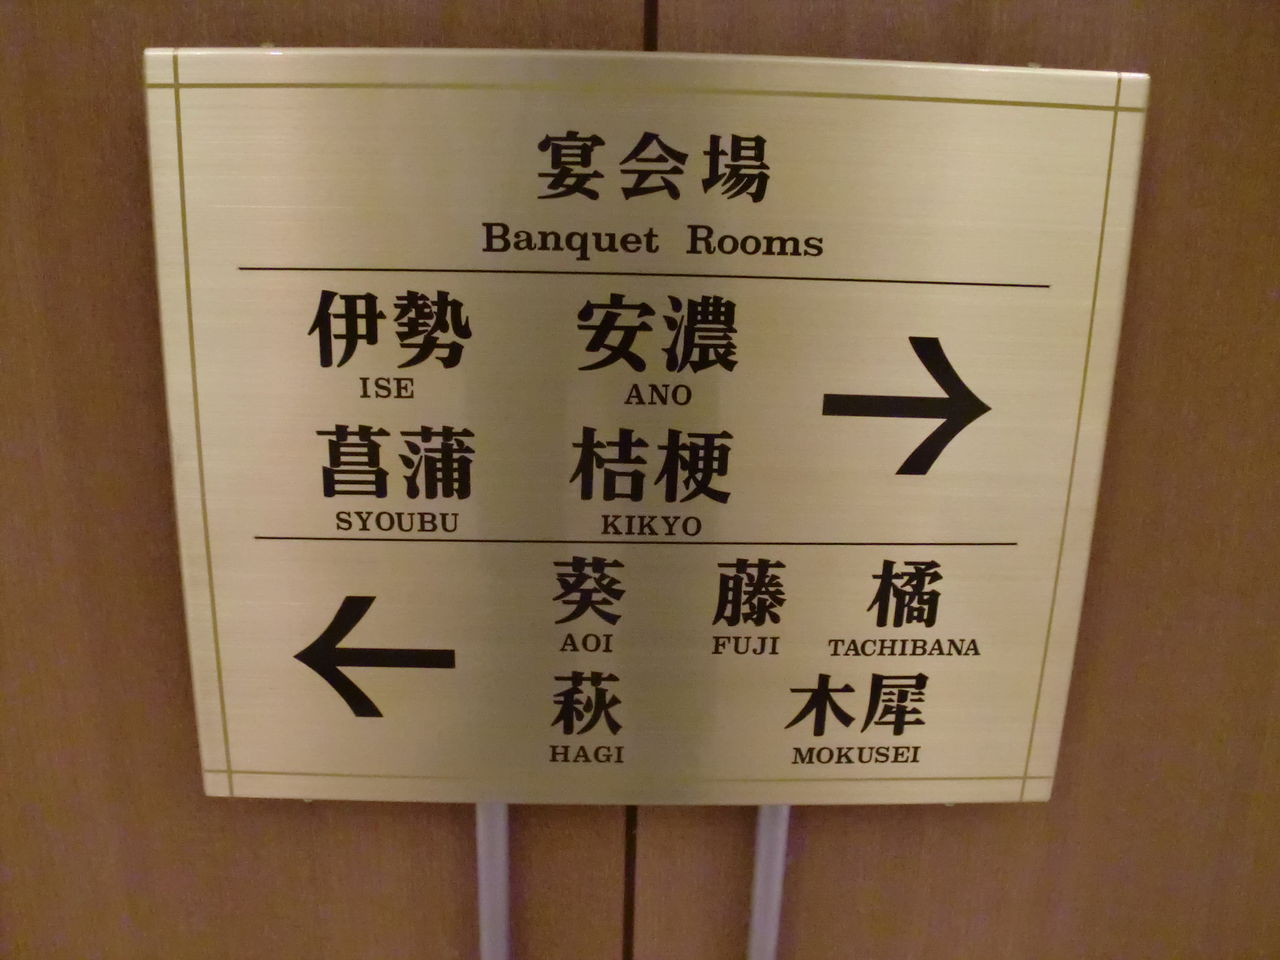 宴会場
Banquet Rooms
伊勢 安濃 →
ISE ANO
菖蒲 桔梗
SYOUBU KIKYO
← 葵 藤 橘
AOI FUJI TACHIBANA
萩 木犀
HAGI MOKUSEI